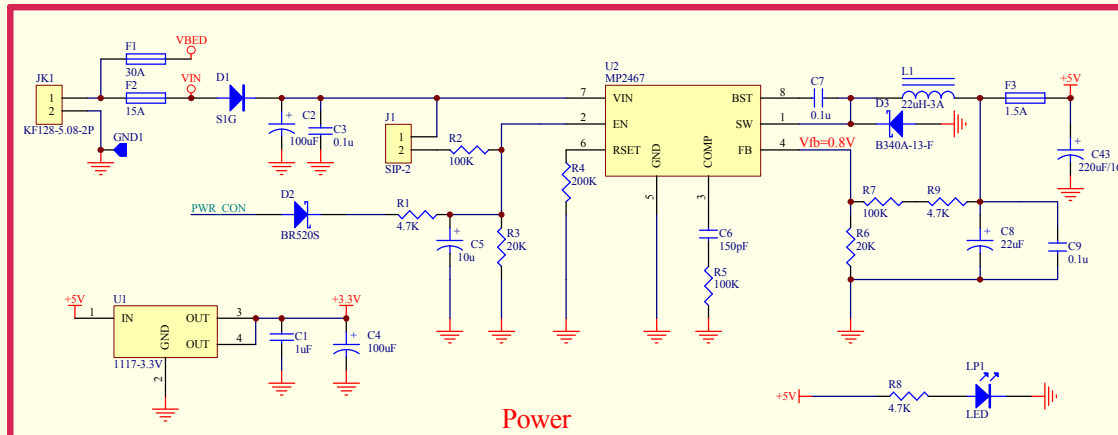 F1
30A
VBED
JK1
1
2
KF128-5.08-2P
F2
15A
VIN
GND1
D1
S1G
C2
100uF
C3
0.1u
J1
1
2
SIP-2
R2
100K
U2
MP2467
7
VIN
2
EN
6
RSET
GND
5
COMP
3
BST
8
SW
1
FB
4
C7
0.1u
L1
22uH-3A
D3
B340A-13-F
F3
1.5A
+5V
C43
Vfb=0.8V
R4
200K
PWR_CON
D2
BR520S
R1
4.7K
C5
10u
R3
20K
C6
150pF
R5
100K
R7
100K
R9
4.7K
R6
20K
C8
22uF
C9
0.1u
+5V
U1
1
IN
OUT
3
OUT
4
GND
2
1117-3.3V
+3.3V
C1
1uF
C4
100uF
+5V
R8
4.7K
LP1
LED
Power